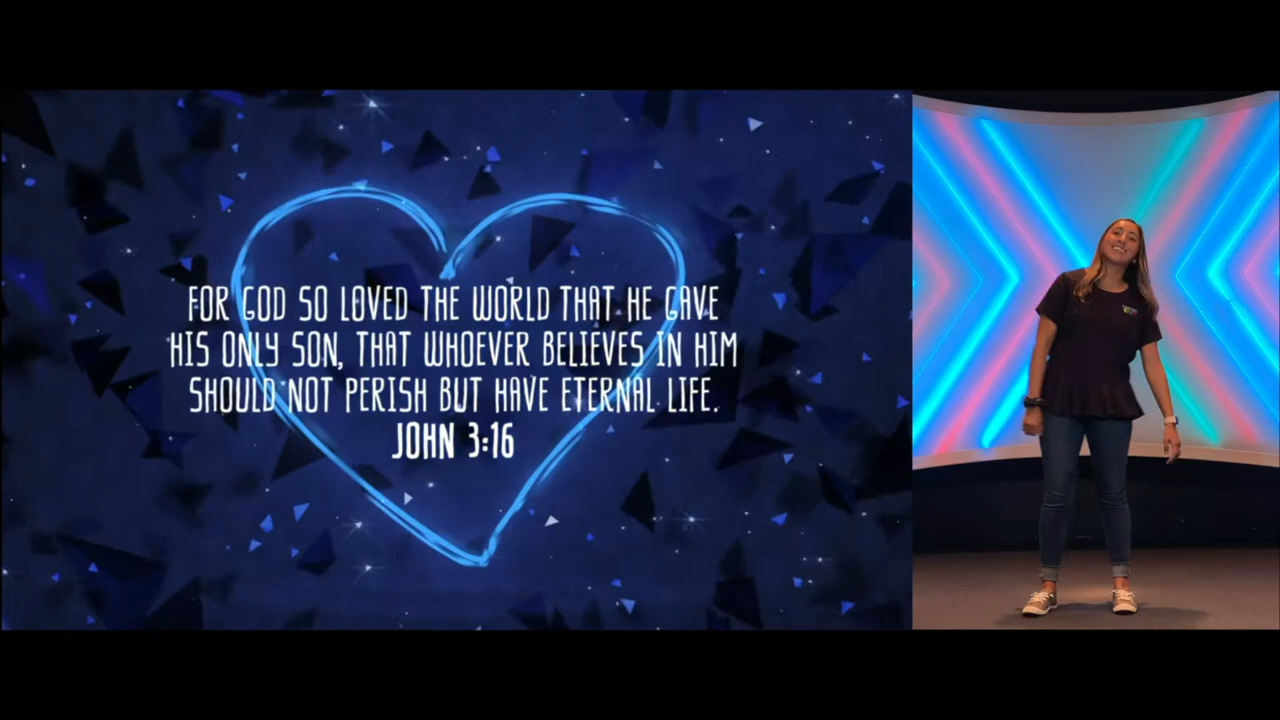 FOR GOD SO LOVED THE WORLD THAT HE GAVE
HIS ONLY SON, THAT WHOEVER BELIEVES IN HIM
SHOULD NOT PERISH BUT HAVE ETERNAL LIFE.
JOHN 3:16